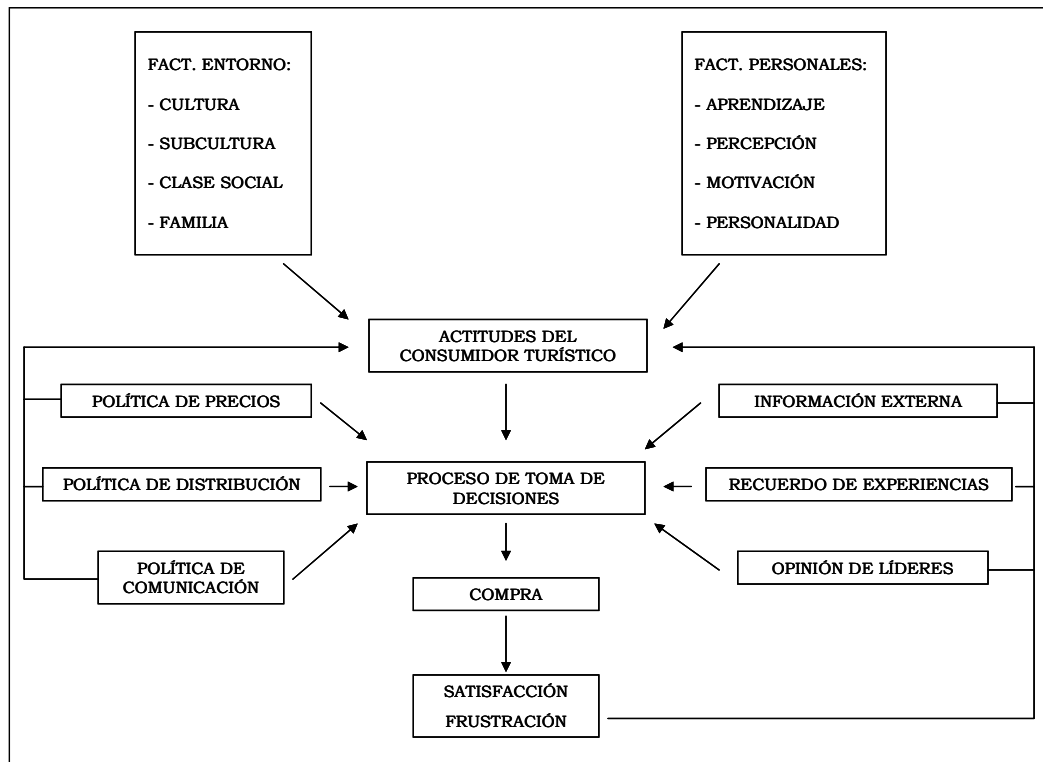 FACT. ENTORNO:
- CULTURA
- SUBCULTURA
- CLASE SOCIAL
- FAMILIA
FACT. PERSONALES:
- APRENDIZAJE
- PERCEPCIÓN
- MOTIVACIÓN
- PERSONALIDAD
ACTITUDES DEL
CONSUMIDOR TURÍSTICO
POLÍTICA DE PRECIOS
INFORMACIÓN EXTERNA
POLÍTICA DE DISTRIBUCIÓN
PROCESO DE TOMA DE
DECISIONES
RECUERDO DE EXPERIENCIAS
POLÍTICA DE
COMUNICACIÓN
OPINIÓN DE LÍDERES
COMPRA
SATISFACCIÓN
FRUSTRACIÓN